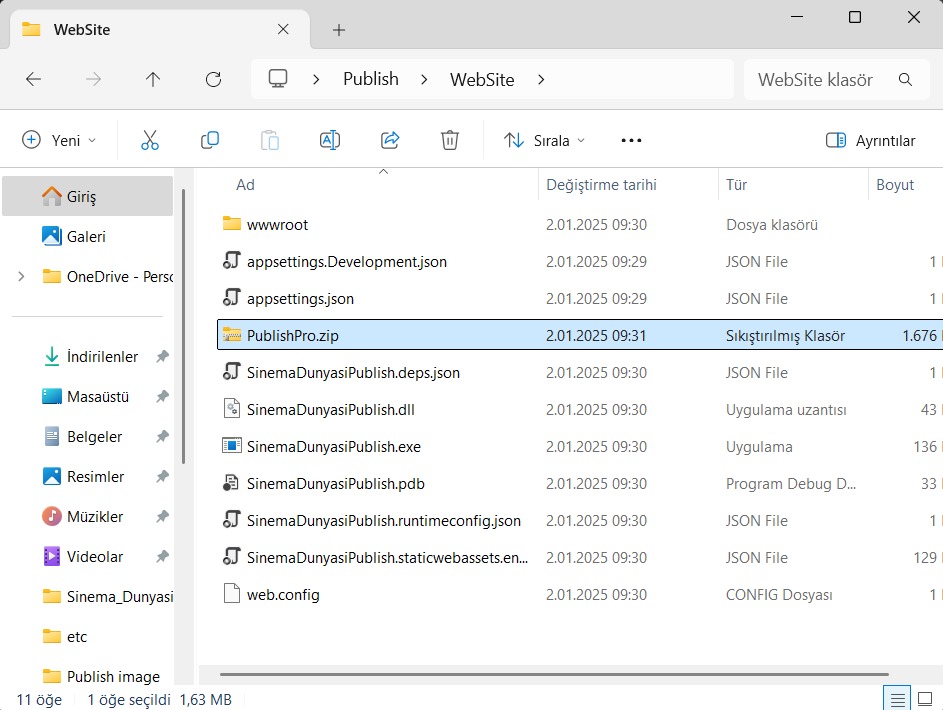 WebSite
Publish WebSite
WebSite klasör
Yeni
Sırala
Ayrıntılar
Giriş
Galeri
OneDrive - Perso
İndirilenler
Masaüstü
Belgeler
Resimler
Müzikler
Videolar
Sinema_Dunyasi
etc
Publish image
Ad Değiştirme tarihi Tür Boyut
wwwroot 2.01.2025 09:30 Dosya klasörü
appsettings.Development.json 2.01.2025 09:29 JSON File 1
appsettings.json 2.01.2025 09:29 JSON File 1
PublishPro.zip 2.01.2025 09:31 Sıkıştırılmış Klasör 1.676
SinemaDunyasiPublish.deps.json 2.01.2025 09:30 JSON File 1
SinemaDunyasiPublish.dll 2.01.2025 09:30 Uygulama uzantısı 43
SinemaDunyasiPublish.exe 2.01.2025 09:30 Uygulama 136
SinemaDunyasiPublish.pdb 2.01.2025 09:30 Program Debug D... 33
SinemaDunyasiPublish.runtimeconfig.json 2.01.2025 09:30 JSON File 1
SinemaDunyasiPublish.staticwebassets.en... 2.01.2025 09:30 JSON File 129
web.config 2.01.2025 09:30 CONFIG Dosyası 1
11 öğe 1 öğe seçildi 1,63 MB